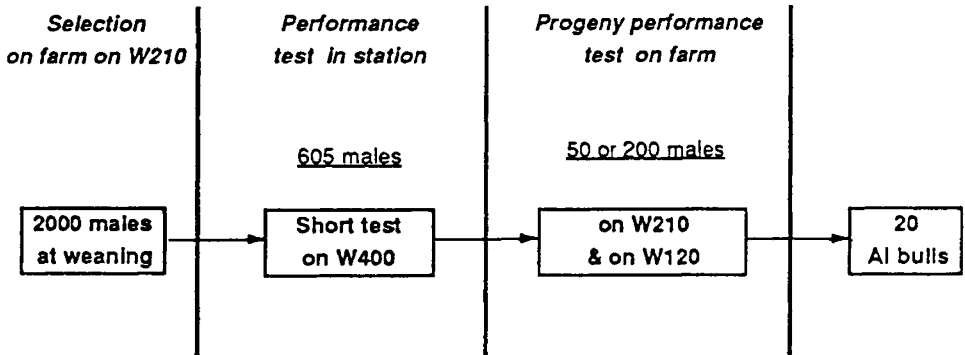 Selection
on farm on W210
Performance
test in station
Progeny performance
test on farm
605 males
50 or 200 males
2000 males
at weaning
Short test
on W400
on W210
& on W120
20
AI bulls